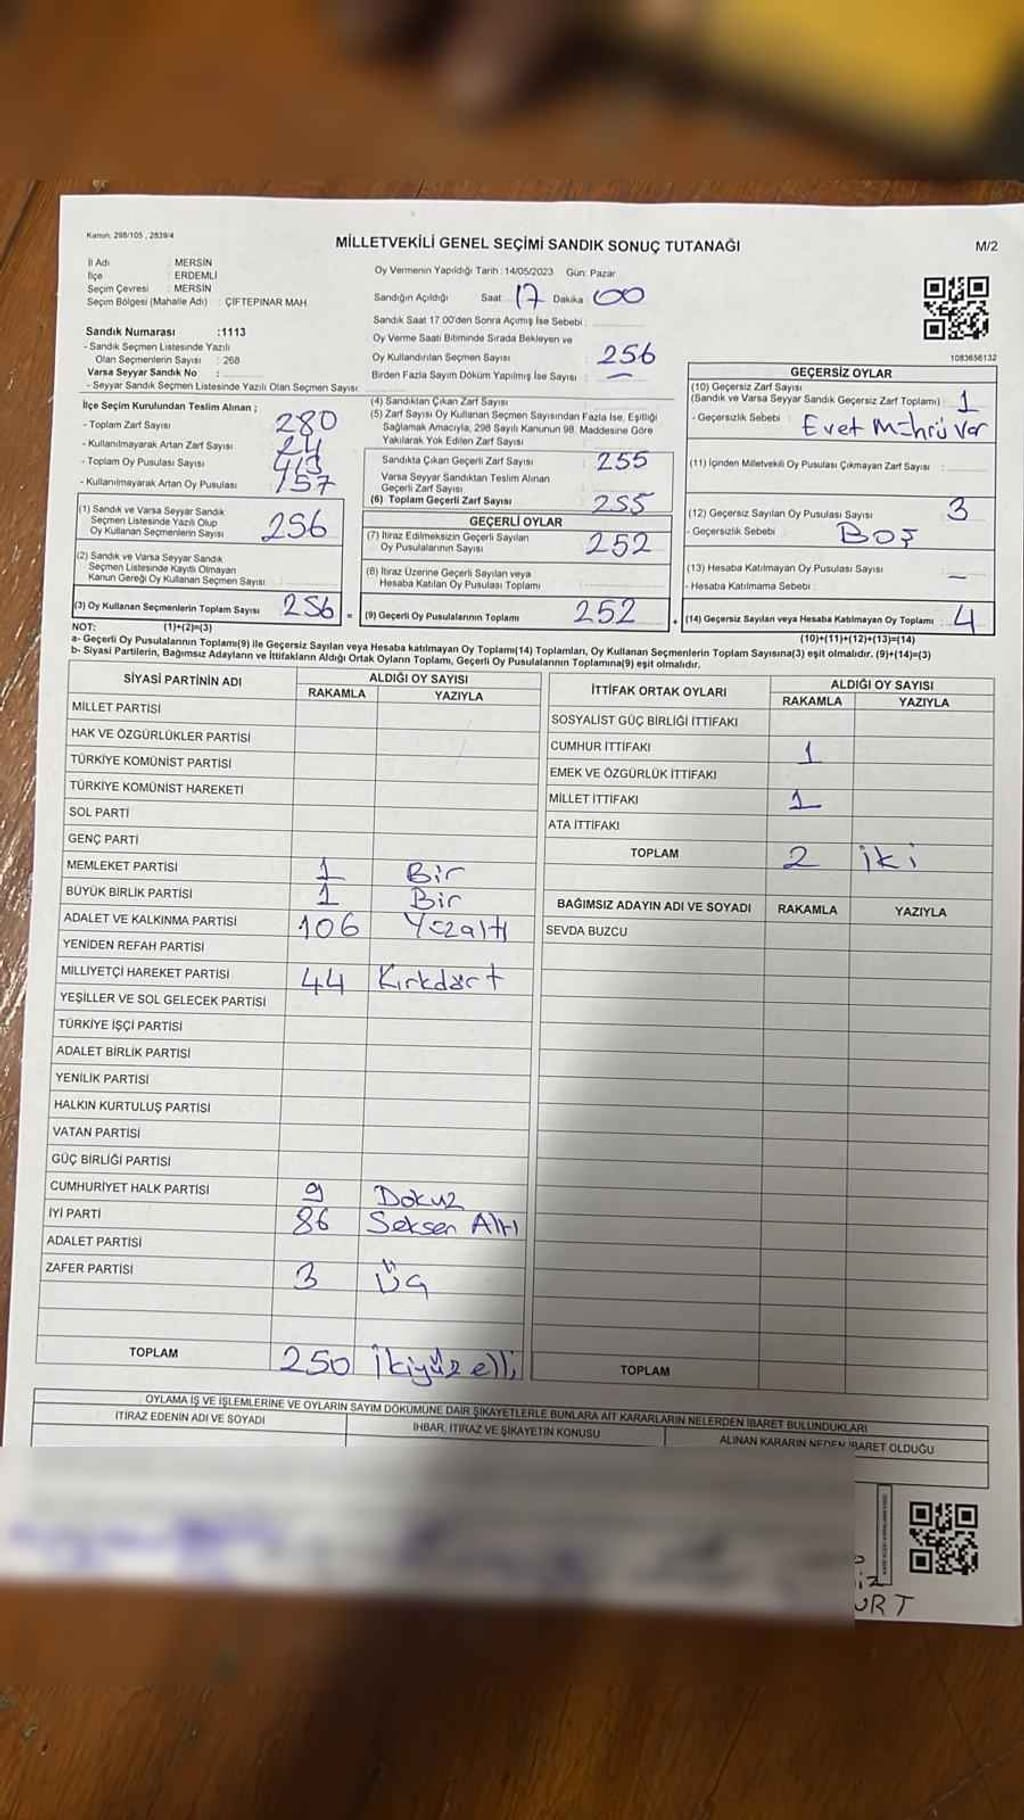 Kanun: 298/105 , 2839/4
MİLLETVEKİLİ GENEL SEÇİMİ SANDIK SONUÇ TUTANAĞI
M/2
İl Adı : MERSİN
İlçe : ERDEMLİ
Seçim Çevresi : MERSİN
Seçim Bölgesi (Mahalle Adı) : ÇİFTEPINAR MAH
Oy Vermenin Yapıldığı Tarih : 14/05/2023 Gün: Pazar
Sandığın Açıldığı Saat 17 Dakika 00
Sandık Saat 17.00'den Sonra Açımış İse Sebebi :
Oy Verme Saati Bitiminde Sırada Bekleyen ve
Oy Kullandırılan Seçmen Sayısı 256
Birden Fazla Sayım Döküm Yapılmış İse Sayısı : —
Sandık Numarası :1113
- Sandık Seçmen Listesinde Yazılı
Olan Seçmenlerin Sayısı : 268
Varsa Seyyar Sandık No :
- Seyyar Sandık Seçmen Listesinde Yazılı Olan Seçmen Sayısı:
1083656132
İlçe Seçim Kurulundan Teslim Alınan ;
- Toplam Zarf Sayısı 280
- Kullanılmayarak Artan Zarf Sayısı : 24
- Toplam Oy Pusulası Sayısı 413
- Kullanılmayarak Artan Oy Pusulası 157
(1) Sandık ve Varsa Seyyar Sandık
Seçmen Listesinde Yazılı Olup
Oy Kullanan Seçmenlerin Sayısı 256
(2) Sandık ve Varsa Seyyar Sandık
Seçmen Listesinde Kayıtlı Olmayan
Kanun Gereği Oy Kullanan Seçmen Sayısı
(3) Oy Kullanan Seçmenlerin Toplam Sayısı 256 =
(4) Sandıktan Çıkan Zarf Sayısı
(5) Zarf Sayısı Oy Kullanan Seçmen Sayısından Fazla İse, Eşitliği
Sağlamak Amacıyla, 298 Sayılı Kanunun 98. Maddesine Göre
Yakılarak Yok Edilen Zarf Sayısı
Sandıkta Çıkan Geçerli Zarf Sayısı 255
Varsa Seyyar Sandıktan Teslim Alınan
Geçerli Zarf Sayısı
(6) Toplam Geçerli Zarf Sayısı 255
GEÇERLİ OYLAR
(7) İtiraz Edilmeksizin Geçerli Sayılan
Oy Pusulalarının Sayısı 252
(8) İtiraz Üzerine Geçerli Sayılan veya
Hesaba Katılan Oy Pusulası Toplamı
(9) Geçerli Oy Pusulalarının Toplamı 252 +
GEÇERSİZ OYLAR
(10) Geçersiz Zarf Sayısı
(Sandık ve Varsa Seyyar Sandık Geçersiz Zarf Toplamı) : 1
- Geçersizlik Sebebi : Evet Mührü Var
(11) İçinden Milletvekili Oy Pusulası Çıkmayan Zarf Sayısı :
(12) Geçersiz Sayılan Oy Pusulası Sayısı 3
- Geçersizlik Sebebi : Boş
(13) Hesaba Katılmayan Oy Pusulası Sayısı —
- Hesaba Katılmama Sebebi :
(14) Geçersiz Sayılan veya Hesaba Katılmayan Oy Toplamı : 4
NOT: (1)+(2)=(3)
(10)+(11)+(12)+(13)=(14)
a- Geçerli Oy Pusulalarının Toplamı(9) ile Geçersiz Sayılan veya Hesaba katılmayan Oy Toplamı(14) Toplamları, Oy Kullanan Seçmenlerin Toplam Sayısına(3) eşit olmalıdır. (9)+(14)=(3)
b- Siyasi Partilerin, Bağımsız Adayların ve İttifakların Aldığı Ortak Oyların Toplamı, Geçerli Oy Pusulalarının Toplamına(9) eşit olmalıdır.
SİYASİ PARTİNİN ADI ALDIĞI OY SAYISI
RAKAMLA YAZIYLA
MİLLET PARTİSİ
HAK VE ÖZGÜRLÜKLER PARTİSİ
TÜRKİYE KOMÜNİST PARTİSİ
TÜRKİYE KOMÜNİST HAREKETİ
SOL PARTİ
GENÇ PARTİ
MEMLEKET PARTİSİ 1 Bir
BÜYÜK BİRLİK PARTİSİ 1 Bir
ADALET VE KALKINMA PARTİSİ 106 Yüzaltı
YENİDEN REFAH PARTİSİ
MİLLİYETÇİ HAREKET PARTİSİ 44 Kırkdört
YEŞİLLER VE SOL GELECEK PARTİSİ
TÜRKİYE İŞÇİ PARTİSİ
ADALET BİRLİK PARTİSİ
YENİLİK PARTİSİ
HALKIN KURTULUŞ PARTİSİ
VATAN PARTİSİ
GÜÇ BİRLİĞİ PARTİSİ
CUMHURİYET HALK PARTİSİ 9 Dokuz
İYİ PARTİ 86 Seksen Altı
ADALET PARTİSİ
ZAFER PARTİSİ 3 Üç
TOPLAM 250 İkiyüz elli
İTTİFAK ORTAK OYLARI ALDIĞI OY SAYISI
RAKAMLA YAZIYLA
SOSYALİST GÜÇ BİRLİĞİ İTTİFAKI
CUMHUR İTTİFAKI 1
EMEK VE ÖZGÜRLÜK İTTİFAKI
MİLLET İTTİFAKI 1
ATA İTTİFAKI
TOPLAM 2 iki
BAĞIMSIZ ADAYIN ADI VE SOYADI RAKAMLA YAZIYLA
SEVDA BUZCU
TOPLAM
OYLAMA İŞ VE İŞLEMLERİNE VE OYLARIN SAYIM DÖKÜMÜNE DAİR ŞİKAYETLERLE BUNLARA AİT KARARLARIN NELERDEN İBARET BULUNDUKLARI
İTİRAZ EDENİN ADI VE SOYADI İHBAR, İTİRAZ VE ŞİKAYETİN KONUSU ALINAN KARARIN NEDEN İBARET OLDUĞU
URT